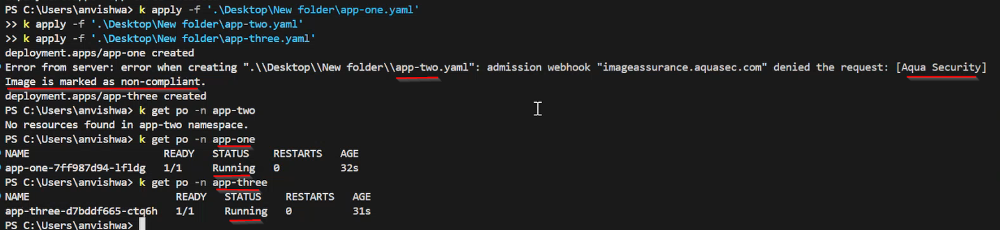 PS C:\Users\anvishwa> k apply -f '.\Desktop\New folder\app-one.yaml'
>> k apply -f '.\Desktop\New folder\app-two.yaml'
>> k apply -f '.\Desktop\New folder\app-three.yaml'
deployment.apps/app-one created
Error from server: error when creating ".\\Desktop\\New folder\\app-two.yaml": admission webhook "imageassurance.aquasec.com" denied the request: [Aqua Security]
Image is marked as non-compliant.
deployment.apps/app-three created
PS C:\Users\anvishwa> k get po -n app-two
No resources found in app-two namespace.
PS C:\Users\anvishwa> k get po -n app-one
NAME READY STATUS RESTARTS AGE
app-one-7ff987d94-lfldg 1/1 Running 0 32s
PS C:\Users\anvishwa> k get po -n app-three
NAME READY STATUS RESTARTS AGE
app-three-d7bddf665-ctq6h 1/1 Running 0 31s
PS C:\Users\anvishwa>